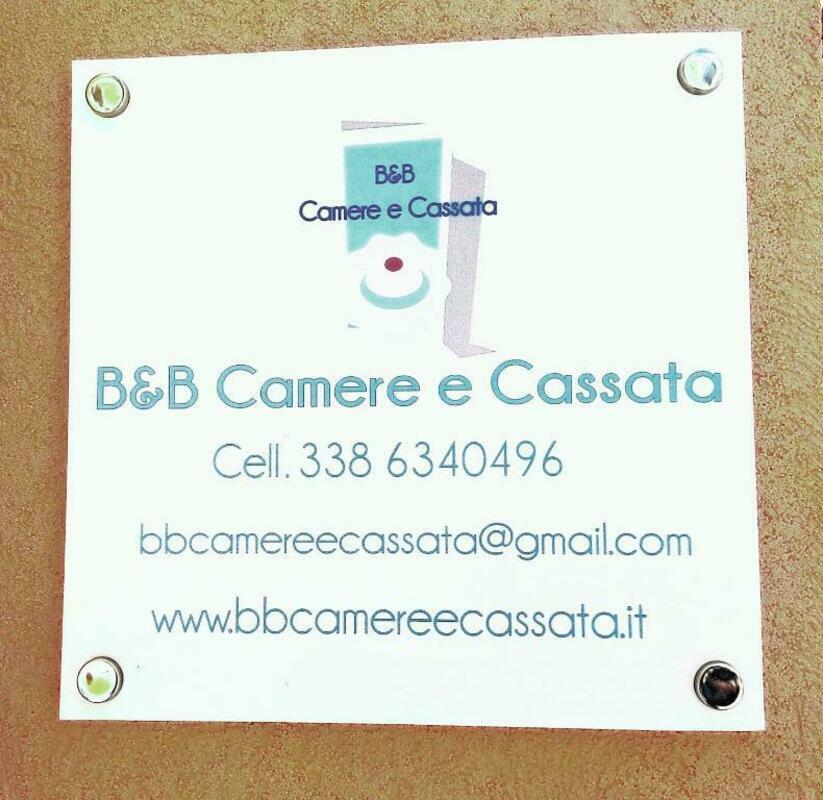 B&B
Camere e Cassata
B&B Camere e Cassata
Cell. 338 6340496
bbcamereecassata@gmail.com
www.bbcamereecassata.it